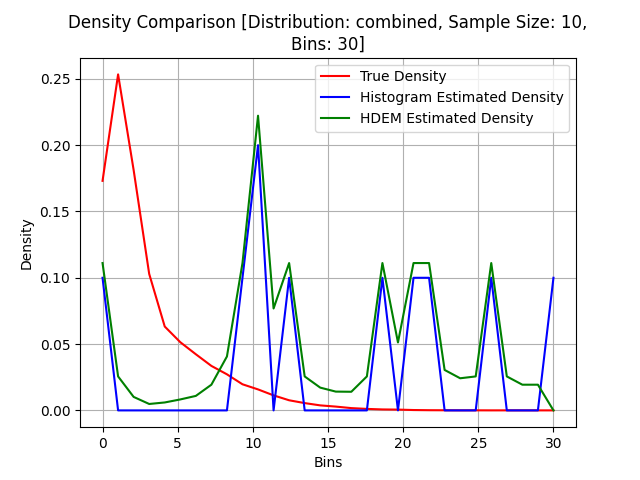 Density Comparison [Distribution: combined, Sample Size: 10,
Bins: 30]
True Density
Histogram Estimated Density
HDEM Estimated Density
Density
0.25
0.20
0.15
0.10
0.05
0.00
0 5 10 15 20 25 30
Bins